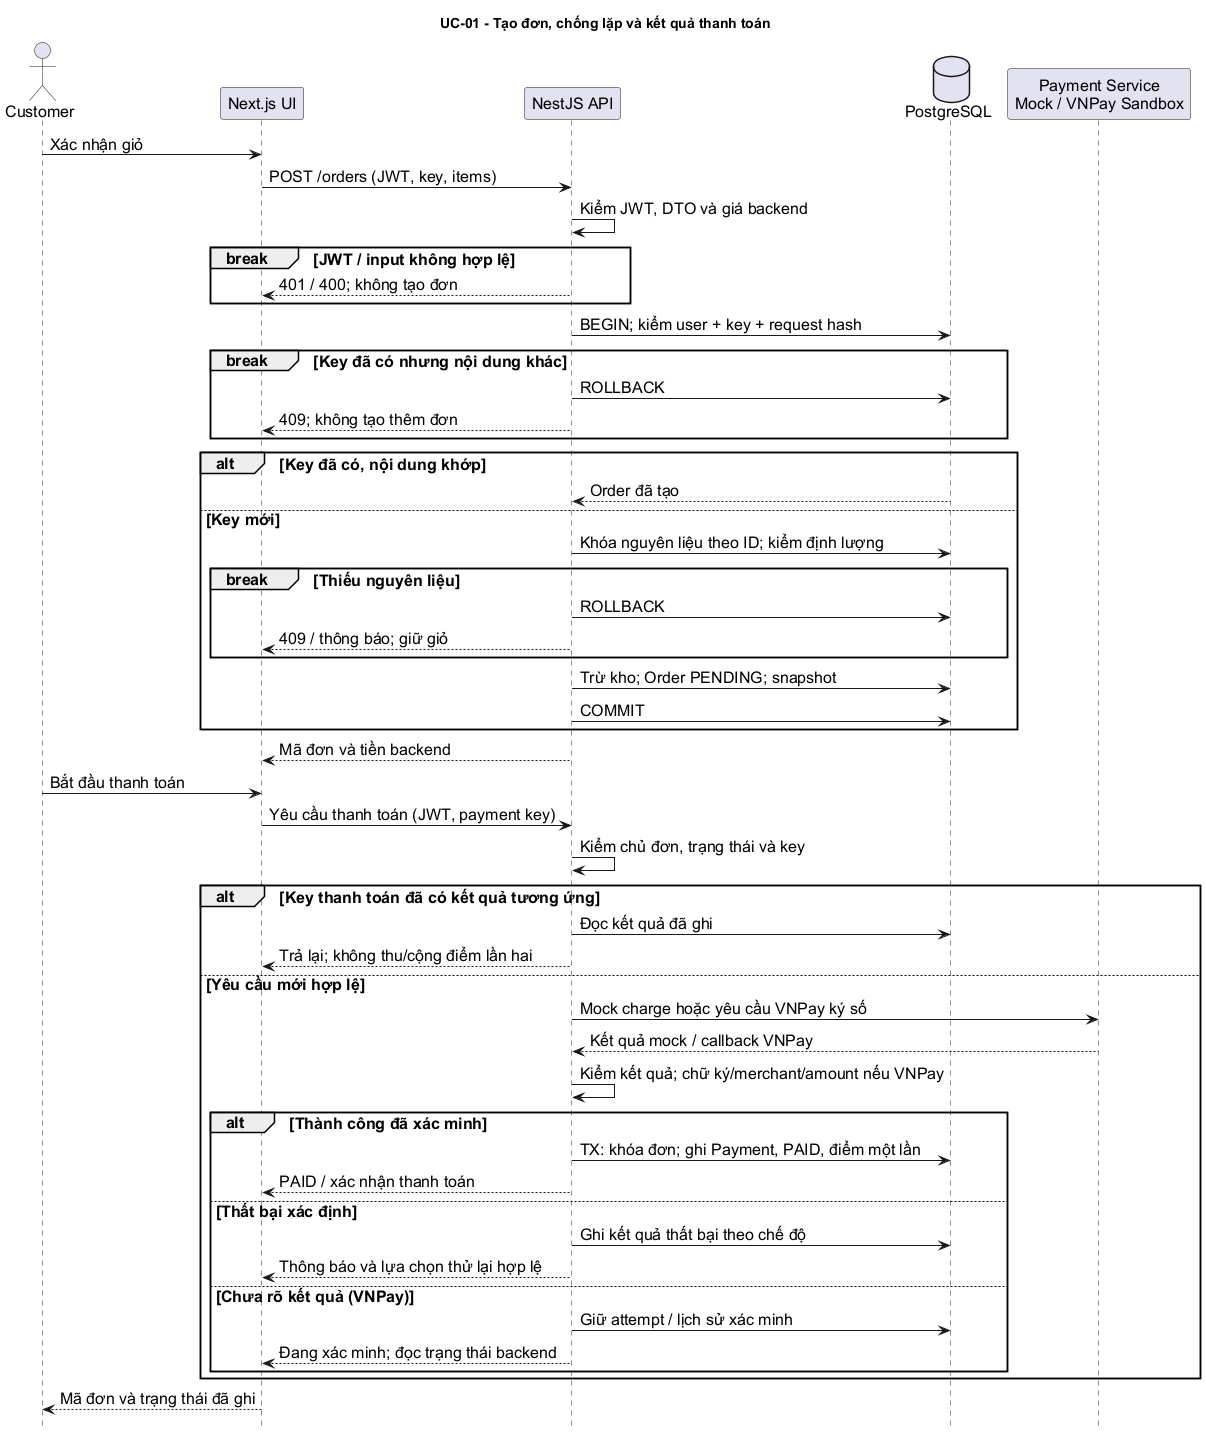 UC-01 - Tạo đơn, chống lặp và kết quả thanh toán
Customer
Next.js UI
NestJS API
PostgreSQL
Payment Service
Mock / VNPay Sandbox
Xác nhận giỏ
POST /orders (JWT, key, items)
Kiểm JWT, DTO và giá backend
break
[JWT / input không hợp lệ]
401 / 400; không tạo đơn
BEGIN; kiểm user + key + request hash
break
[Key đã có nhưng nội dung khác]
ROLLBACK
409; không tạo thêm đơn
alt
[Key đã có, nội dung khớp]
Order đã tạo
[Key mới]
Khóa nguyên liệu theo ID; kiểm định lượng
break
[Thiếu nguyên liệu]
ROLLBACK
409 / thông báo; giữ giỏ
Trừ kho; Order PENDING; snapshot
COMMIT
Mã đơn và tiền backend
Bắt đầu thanh toán
Yêu cầu thanh toán (JWT, payment key)
Kiểm chủ đơn, trạng thái và key
alt
[Key thanh toán đã có kết quả tương ứng]
Đọc kết quả đã ghi
Trả lại; không thu/cộng điểm lần hai
[Yêu cầu mới hợp lệ]
Mock charge hoặc yêu cầu VNPay ký số
Kết quả mock / callback VNPay
Kiểm kết quả; chữ ký/merchant/amount nếu VNPay
alt
[Thành công đã xác minh]
TX: khóa đơn; ghi Payment, PAID, điểm một lần
PAID / xác nhận thanh toán
[Thất bại xác định]
Ghi kết quả thất bại theo chế độ
Thông báo và lựa chọn thử lại hợp lệ
[Chưa rõ kết quả (VNPay)]
Giữ attempt / lịch sử xác minh
Đang xác minh; đọc trạng thái backend
Mã đơn và trạng thái đã ghi